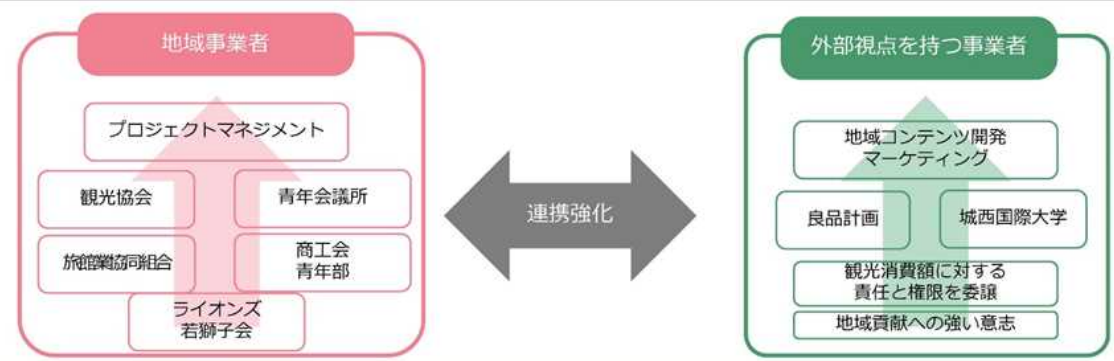 地域事業者
プロジェクトマネジメント
観光協会
青年会議所
旅館業協同組合
商工会
青年部
ライオンズ
若獅子会
連携強化
外部視点を持つ事業者
地域コンテンツ開発
マーケティング
良品計画
城西国際大学
観光消費額に対する
責任と権限を委譲
地域貢献への強い意志